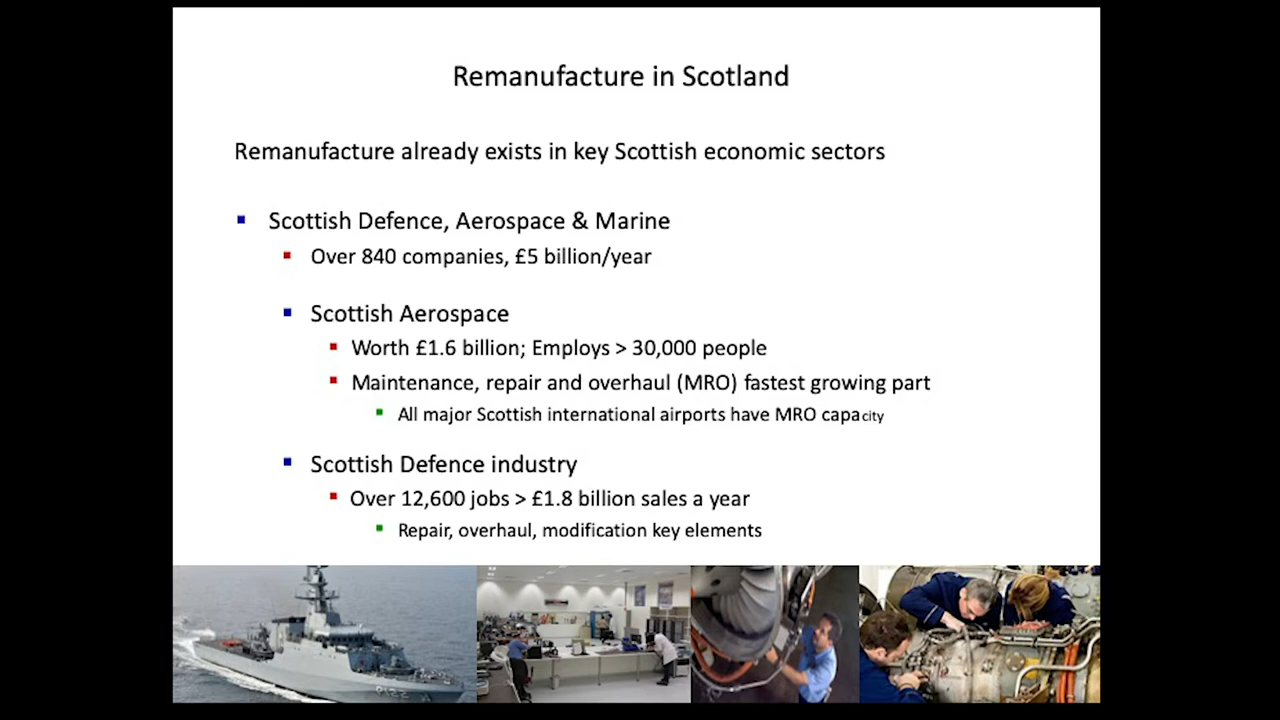 Remanufacture in Scotland
Remanufacture already exists in key Scottish economic sectors
Scottish Defence, Aerospace & Marine
Over 840 companies, £5 billion/year
Scottish Aerospace
Worth £1.6 billion; Employs > 30,000 people
Maintenance, repair and overhaul (MRO) fastest growing part
All major Scottish international airports have MRO capacity
Scottish Defence industry
Over 12,600 jobs > £1.8 billion sales a year
Repair, overhaul, modification key elements
P122